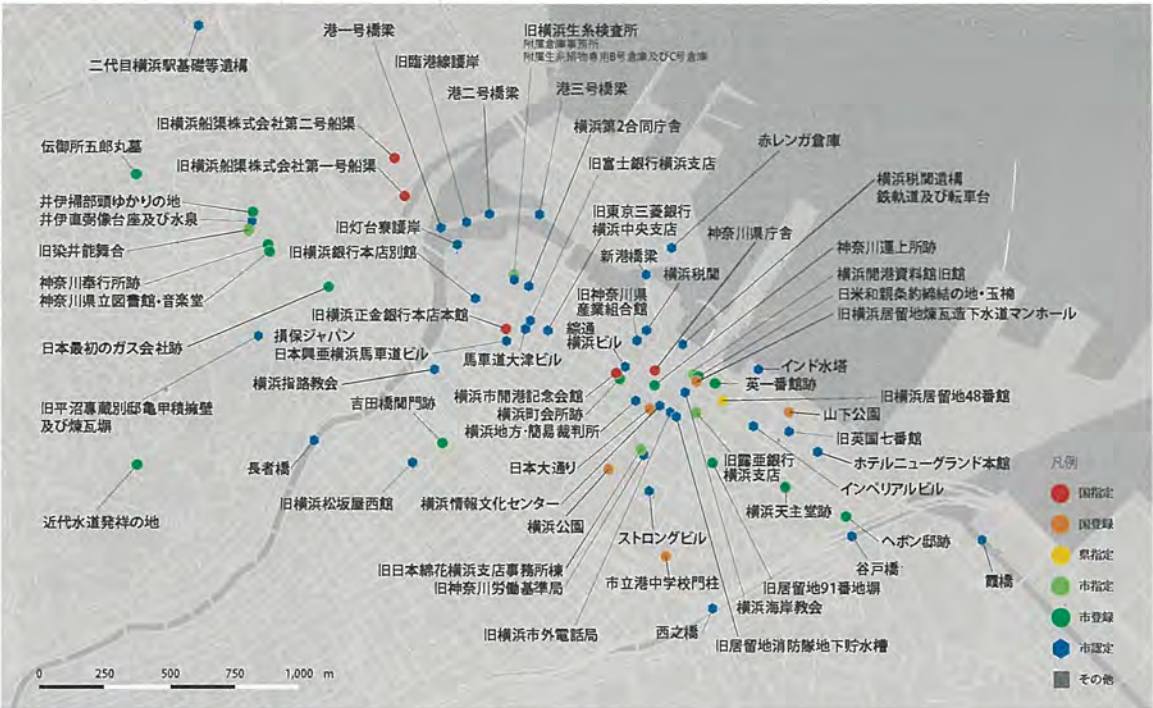 二代目横浜駅基礎等遺構
港一号橋梁
旧臨港線護岸
港二号橋梁
旧横浜生糸検査所
附属倉庫事務所
附属生糸絹物専用B号倉庫及びC号倉庫
港三号橋梁
横浜第2合同庁舎
旧富士銀行横浜支店
赤レンガ倉庫
旧横浜船渠株式会社第二号船渠
旧横浜船渠株式会社第一号船渠
伝御所五郎丸墓
井伊掃部頭ゆかりの地
井伊直弼像台座及び水泉
旧染井能舞台
神奈川奉行所跡
神奈川県立図書館・音楽堂
旧灯台寮護岸
旧横浜銀行本店別館
旧東京三菱銀行
横浜中央支店
新港橋梁
横浜税関
神奈川県庁舎
横浜税関遺構
鉄軌道及び転車台
神奈川運上所跡
横浜開港資料館旧館
日米和親条約締結の地・玉楠
旧横浜居留地煉瓦造下水道マンホール
旧横浜正金銀行本店本館
旧神奈川県
産業組合館
綜通
横浜ビル
日本最初のガス会社跡
損保ジャパン
日本興亜横浜馬車道ビル
馬車道大津ビル
横浜指路教会
吉田橋関門跡
横浜市開港記念会館
横浜町会所跡
横浜地方・簡易裁判所
インド水塔
英一番館跡
旧横浜居留地48番館
山下公園
旧英国七番館
ホテルニューグランド本館
インペリアルビル
旧平沼専蔵別邸亀甲積擁壁
及び煉瓦塀
長者橋
近代水道発祥の地
旧横浜松坂屋西館
日本大通り
横浜情報文化センター
横浜公園
旧露亜銀行
横浜支店
横浜天主堂跡
ヘボン邸跡
谷戸橋
霞橋
ストロングビル
市立港中学校門柱
旧日本綿花横浜支店事務所棟
旧神奈川労働基準局
旧横浜市外電話局
西之橋
旧居留地91番地塀
横浜海岸教会
旧居留地消防隊地下貯水槽
凡例
国指定
国登録
県指定
市指定
市登録
市認定
その他
0 250 500 750 1,000 m